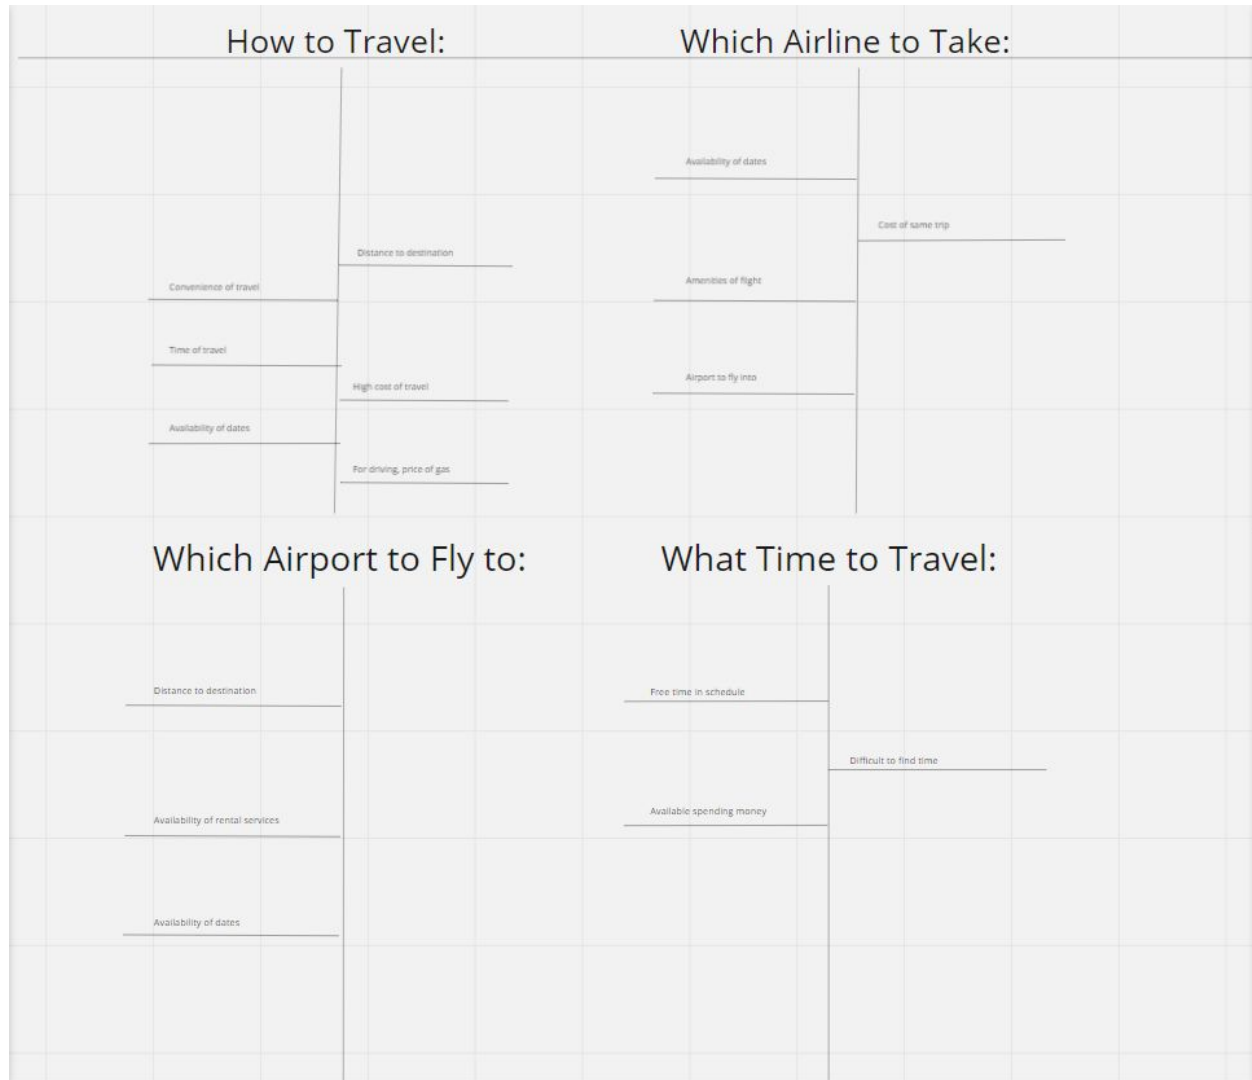 How to Travel:
Which Airline to Take:
Availability of dates
Cost of same trip
Distance to destination
Amenities of flight
Convenience of travel
Time of travel
Airport to fly into
High cost of travel
Availability of dates
For driving, price of gas
Which Airport to Fly to:
What Time to Travel:
Distance to destination
Free time in schedule
Difficult to find time
Available spending money
Availability of rental services
Availability of dates